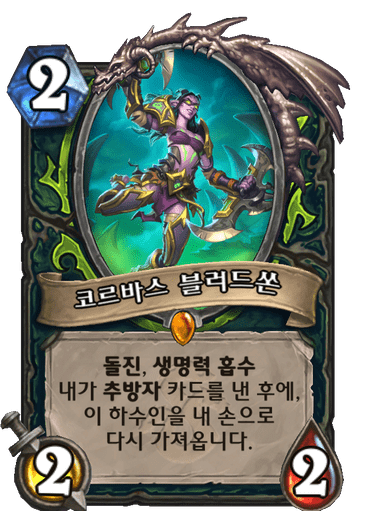 2
코르바스 블러드쏜
돌진, 생명력 흡수
내가 추방자 카드를 낸 후에,
이 하수인을 내 손으로
다시 가져옵니다.
2
2